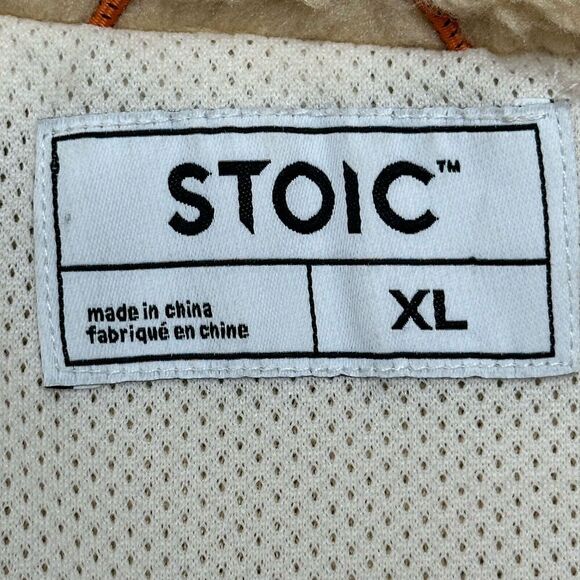 STOIC™
made in china
fabriqué en chine
XL